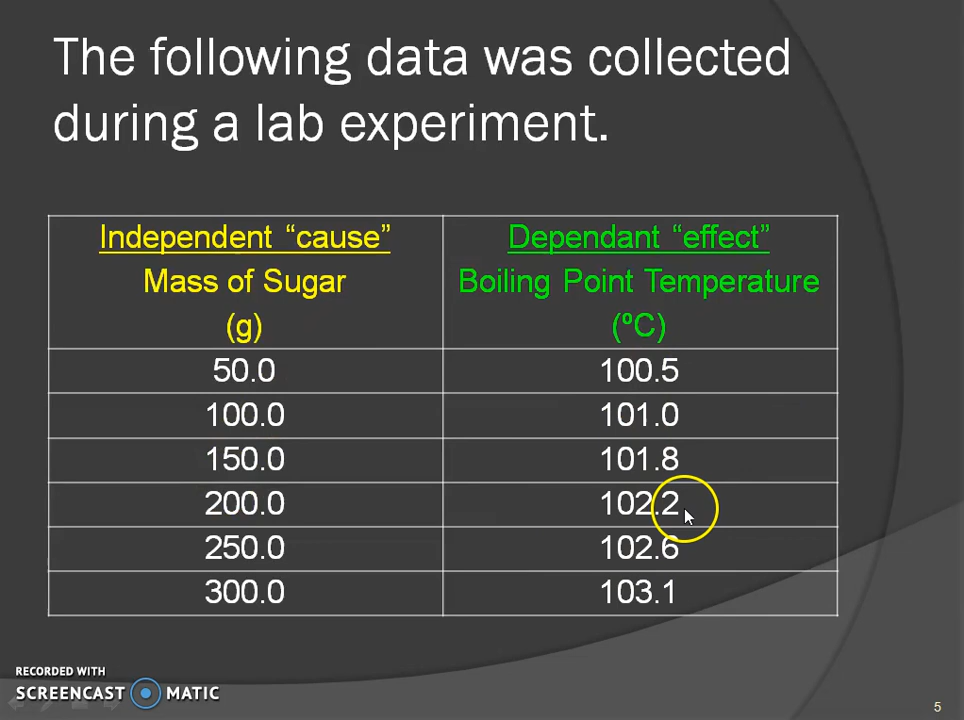 The following data was collected
during a lab experiment.
Independent “cause”
Mass of Sugar
(g)
Dependant “effect”
Boiling Point Temperature
(ºC)
50.0 100.5
100.0 101.0
150.0 101.8
200.0 102.2
250.0 102.6
300.0 103.1
RECORDED WITH
SCREENCAST MATIC
5